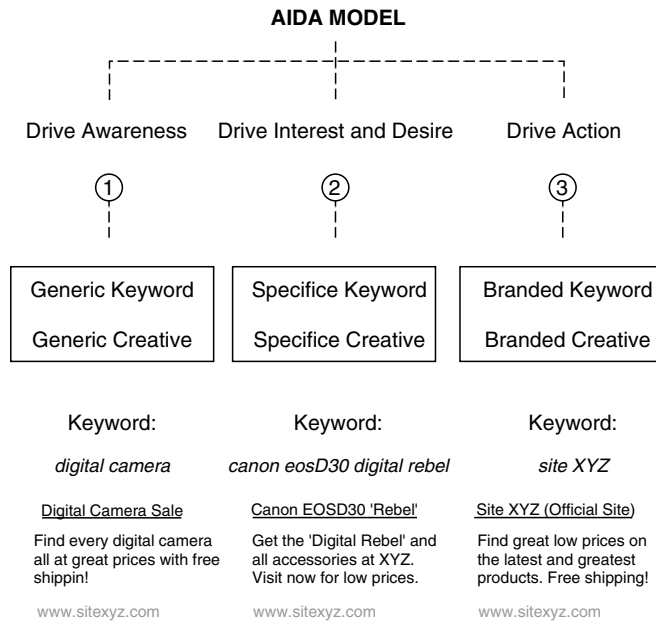 AIDA MODEL
Drive Awareness
Drive Interest and Desire
Drive Action
1
2
3
Generic Keyword
Generic Creative
Specifice Keyword
Specifice Creative
Branded Keyword
Branded Creative
Keyword:
digital camera
Digital Camera Sale
Find every digital camera
all at great prices with free
shippin!
www.sitexyz.com
Keyword:
canon eosD30 digital rebel
Canon EOSD30 'Rebel'
Get the 'Digital Rebel' and
all accessories at XYZ.
Visit now for low prices.
www.sitexyz.com
Keyword:
site XYZ
Site XYZ (Official Site)
Find great low prices on
the latest and greatest
products. Free shipping!
www.sitexyz.com